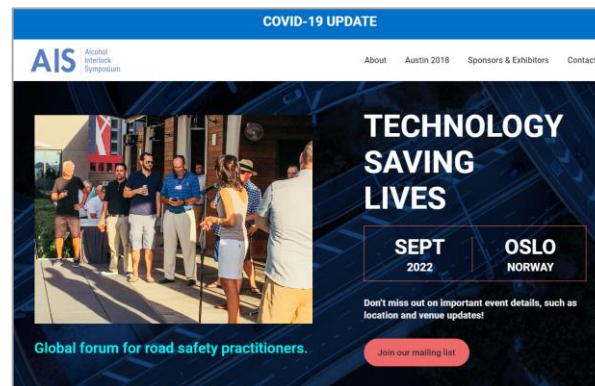 COVID-19 UPDATE
AIS
Alcohol
Interlock
Symposium
About Austin 2018 Sponsors & Exhibitors Contact
TECHNOLOGY
SAVING
LIVES
SEPT OSLO
2022 NORWAY
Don't miss out on important event details, such as
location and venue updates!
Global forum for road safety practitioners.
Join our mailing list